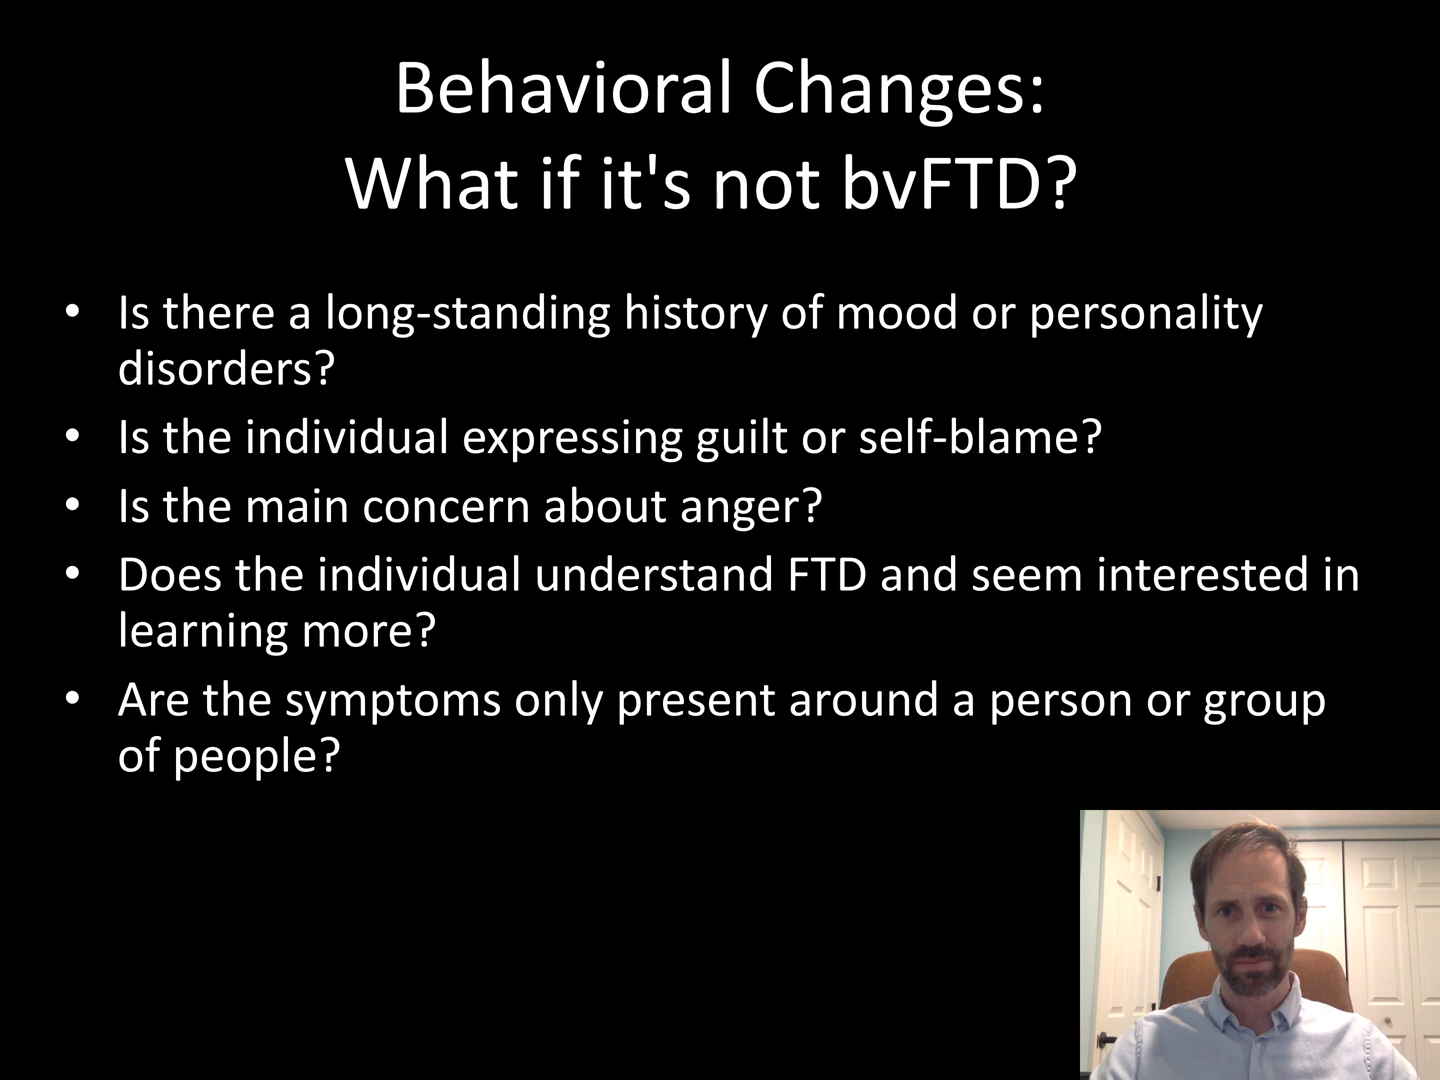 Behavioral Changes:
What if it's not bvFTD?
• Is there a long-standing history of mood or personality
disorders?
• Is the individual expressing guilt or self-blame?
• Is the main concern about anger?
• Does the individual understand FTD and seem interested in
learning more?
• Are the symptoms only present around a person or group
of people?